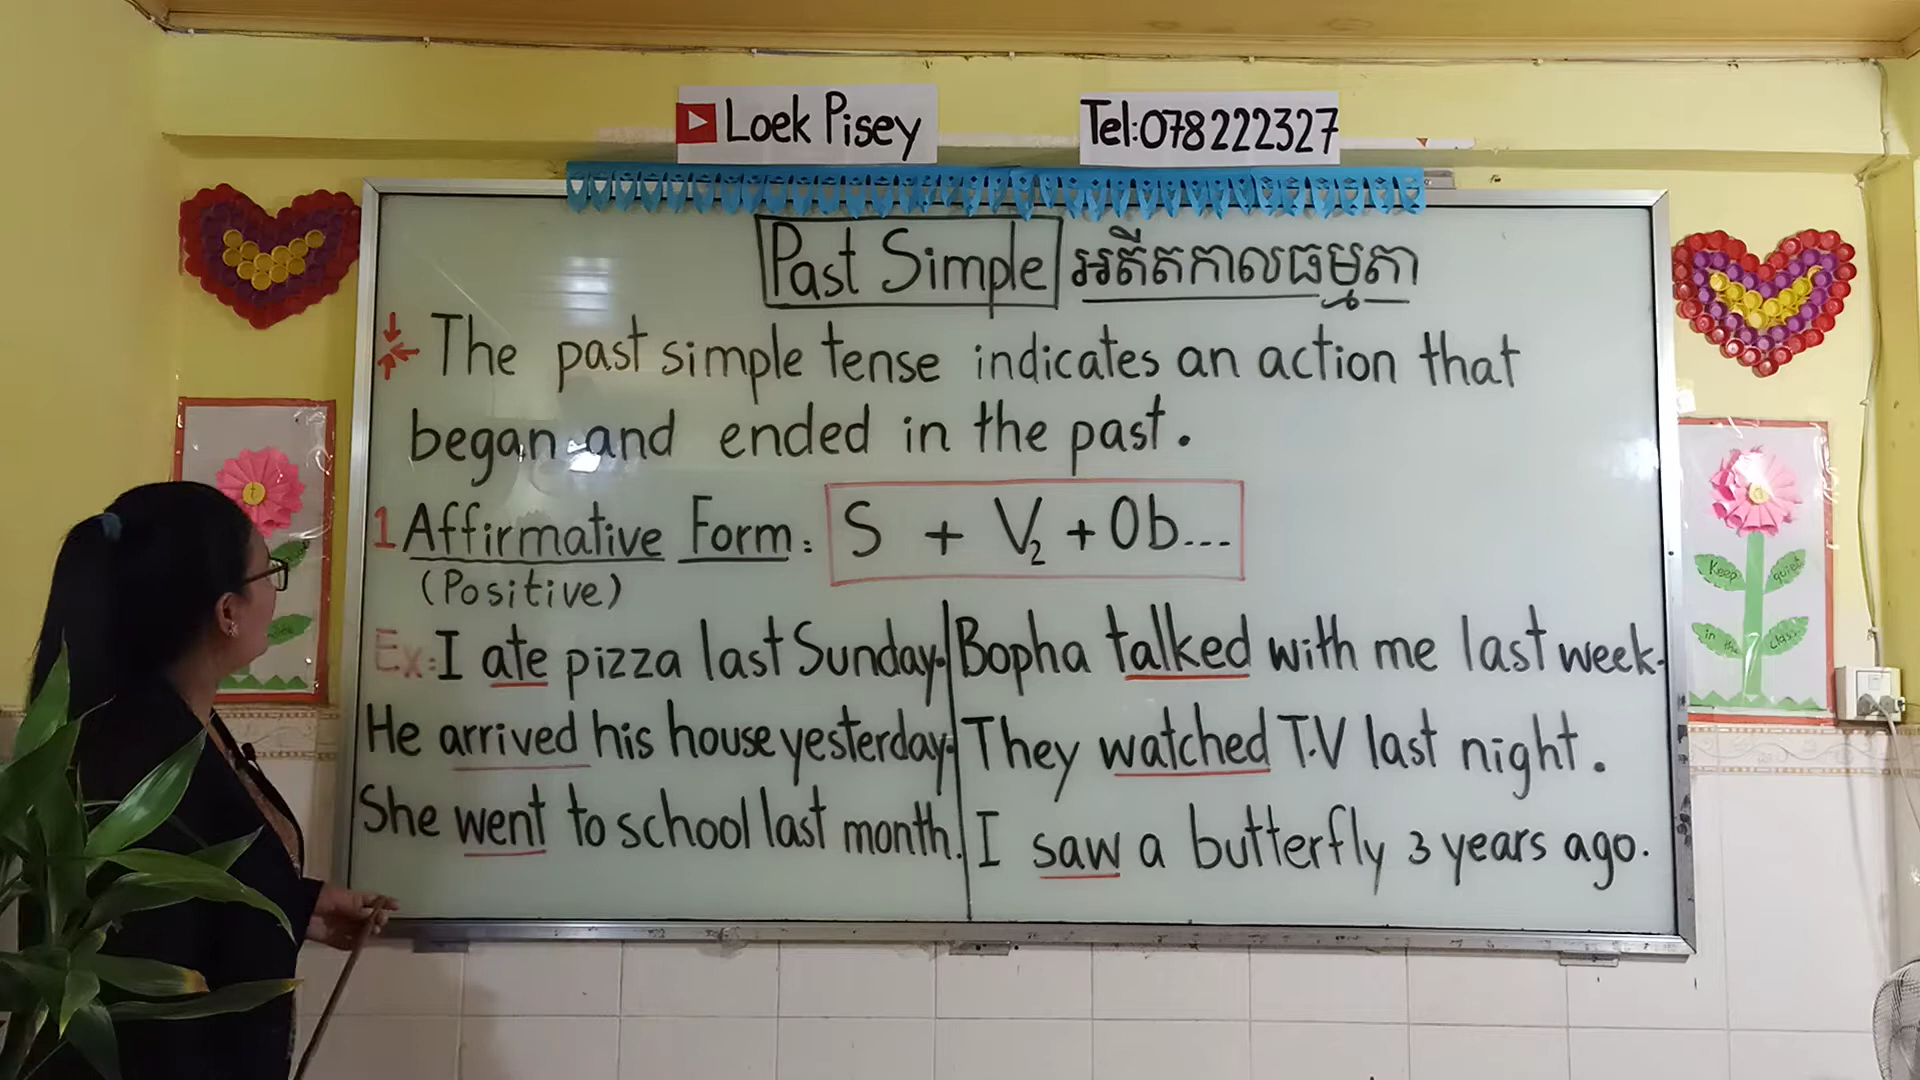 Loek Pisey
Tel:078222327
Past Simple អតីតកាលធម្មតា
The past simple tense indicates an action that
began and ended in the past.
1 Affirmative Form: S + V₂ + Ob...
(Positive)
Ex: I ate pizza last Sunday.
He arrived his house yesterday.
She went to school last month.
Bopha talked with me last week.
They watched T.V last night.
I saw a butterfly 3 years ago.
Keep quiet
in the class